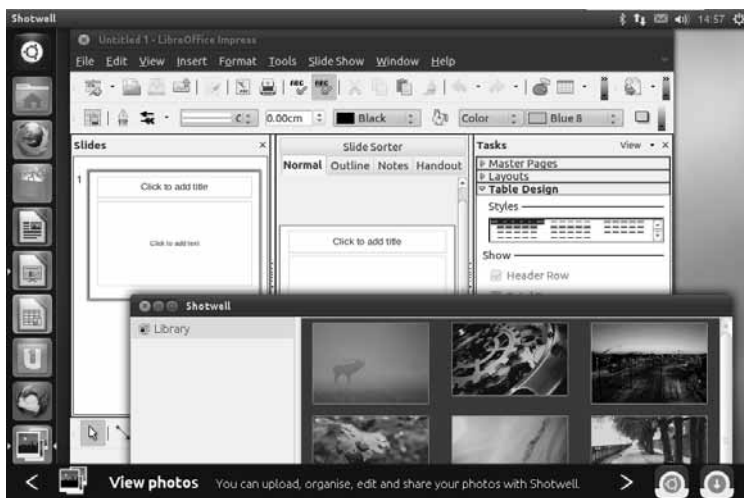 Shotwell 14:57
Untitled 1 - LibreOffice Impress
File Edit View Insert Format Tools Slide Show Window Help
0.00cm Black Color Blue 8
Slides
1
Click to add title
Click to add text
Slide Sorter
Normal Outline Notes Handout
Click to add title
Tasks View
Master Pages
Layouts
Table Design
Styles
Show
Header Row
Shotwell
Library
< View photos You can upload, organise, edit and share your photos with Shotwell. >